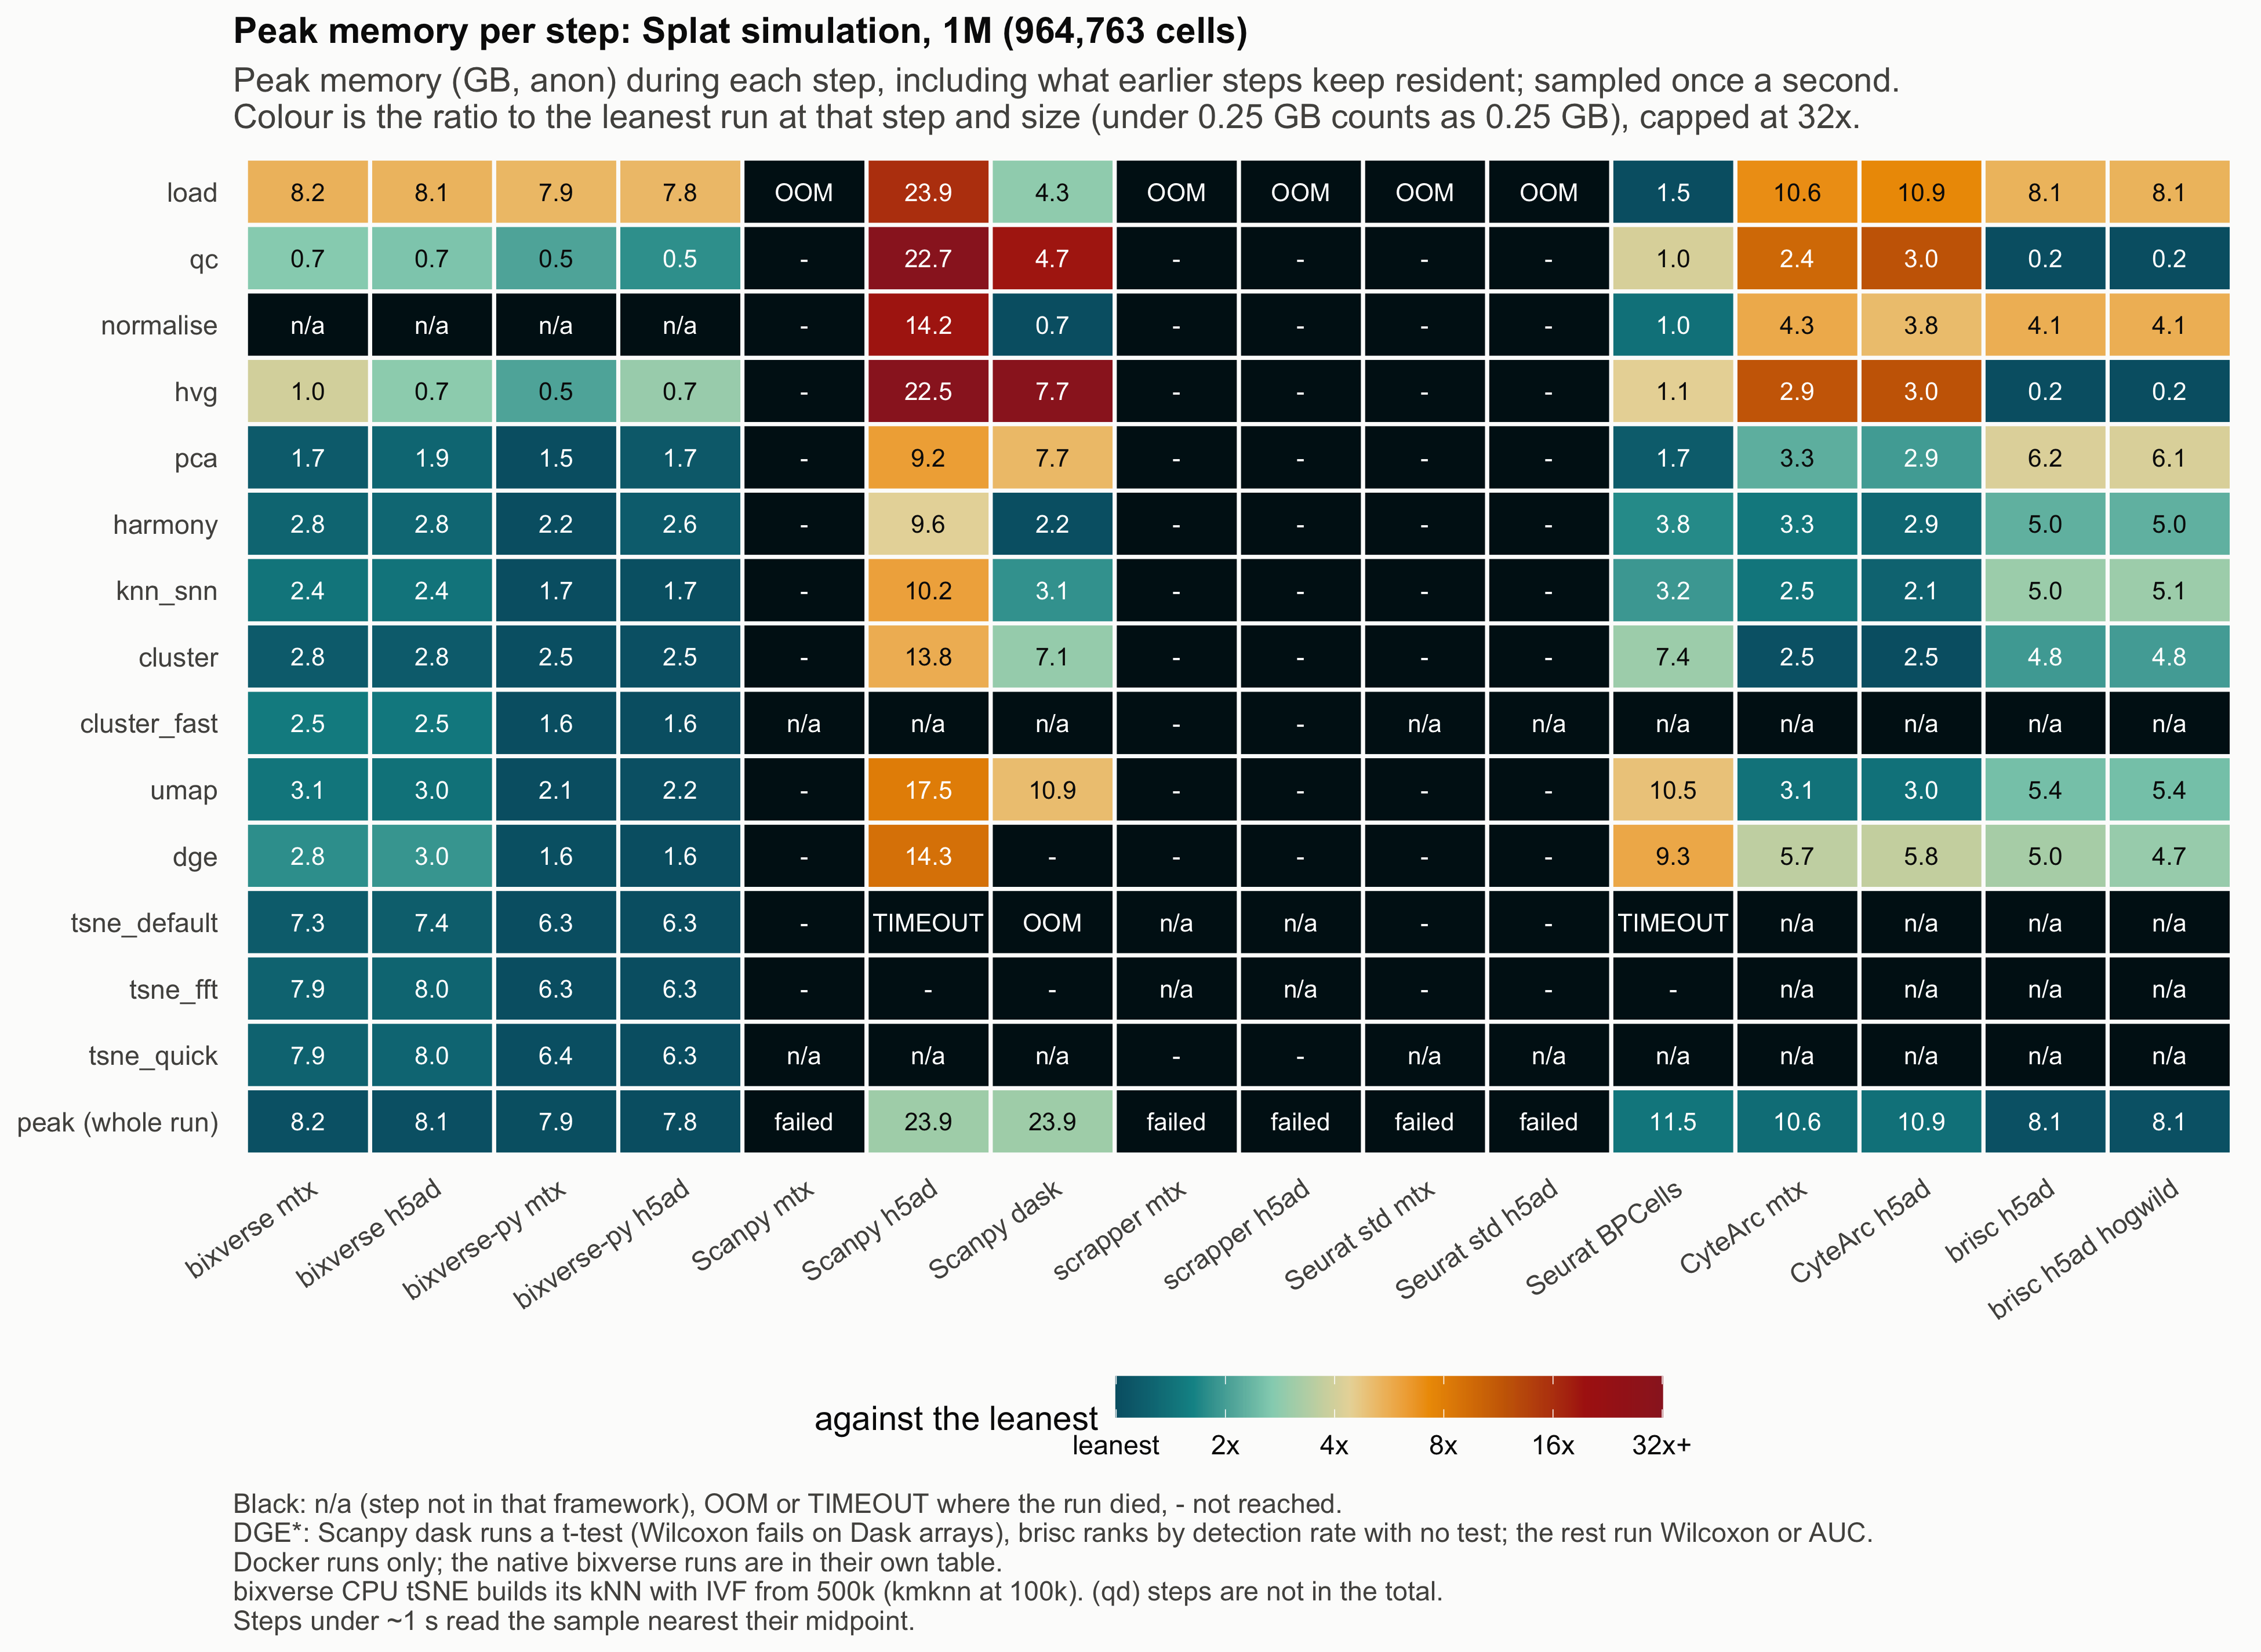 Peak memory per step: Splat simulation, 1M (964,763 cells)
Peak memory (GB, anon) during each step, including what earlier steps keep resident; sampled once a second.
Colour is the ratio to the leanest run at that step and size (under 0.25 GB counts as 0.25 GB), capped at 32x.
load 8.2 8.1 7.9 7.8 OOM 23.9 4.3 OOM OOM OOM OOM 1.5 10.6 10.9 8.1 8.1
qc 0.7 0.7 0.5 0.5 - 22.7 4.7 - - - - 1.0 2.4 3.0 0.2 0.2
normalise n/a n/a n/a n/a - 14.2 0.7 - - - - 1.0 4.3 3.8 4.1 4.1
hvg 1.0 0.7 0.5 0.7 - 22.5 7.7 - - - - 1.1 2.9 3.0 0.2 0.2
pca 1.7 1.9 1.5 1.7 - 9.2 7.7 - - - - 1.7 3.3 2.9 6.2 6.1
harmony 2.8 2.8 2.2 2.6 - 9.6 2.2 - - - - 3.8 3.3 2.9 5.0 5.0
knn_snn 2.4 2.4 1.7 1.7 - 10.2 3.1 - - - - 3.2 2.5 2.1 5.0 5.1
cluster 2.8 2.8 2.5 2.5 - 13.8 7.1 - - - - 7.4 2.5 2.5 4.8 4.8
cluster_fast 2.5 2.5 1.6 1.6 n/a n/a n/a - - n/a n/a n/a n/a n/a n/a n/a
umap 3.1 3.0 2.1 2.2 - 17.5 10.9 - - - - 10.5 3.1 3.0 5.4 5.4
dge 2.8 3.0 1.6 1.6 - 14.3 - - - - - 9.3 5.7 5.8 5.0 4.7
tsne_default 7.3 7.4 6.3 6.3 - TIMEOUT OOM n/a n/a - - TIMEOUT n/a n/a n/a n/a
tsne_fft 7.9 8.0 6.3 6.3 - - - n/a n/a - - - n/a n/a n/a n/a
tsne_quick 7.9 8.0 6.4 6.3 n/a n/a n/a - - n/a n/a n/a n/a n/a n/a n/a
peak (whole run) 8.2 8.1 7.9 7.8 failed 23.9 23.9 failed failed failed failed 11.5 10.6 10.9 8.1 8.1
bixverse mtx
bixverse h5ad
bixverse-py mtx
bixverse-py h5ad
Scanpy mtx
Scanpy h5ad
Scanpy dask
scrapper mtx
scrapper h5ad
Seurat std mtx
Seurat std h5ad
Seurat BPCells
CyteArc mtx
CyteArc h5ad
brisc h5ad
brisc h5ad hogwild
against the leanest
leanest 2x 4x 8x 16x 32x+
Black: n/a (step not in that framework), OOM or TIMEOUT where the run died, - not reached.
DGE*: Scanpy dask runs a t-test (Wilcoxon fails on Dask arrays), brisc ranks by detection rate with no test; the rest run Wilcoxon or AUC.
Docker runs only; the native bixverse runs are in their own table.
bixverse CPU tSNE builds its kNN with IVF from 500k (kmknn at 100k). (qd) steps are not in the total.
Steps under ~1 s read the sample nearest their midpoint.